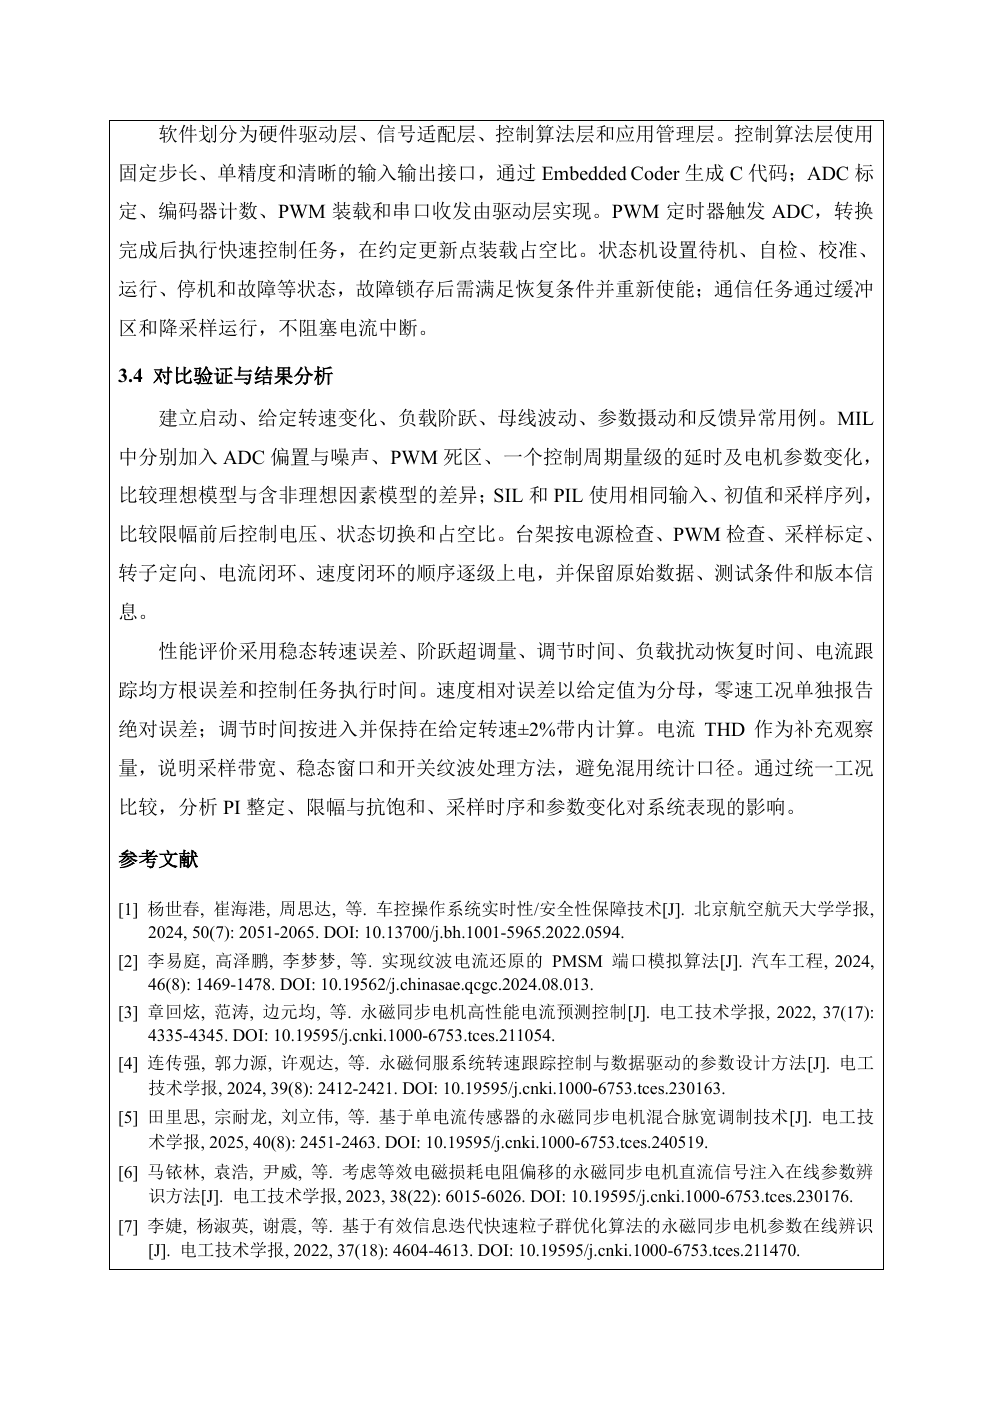 软件划分为硬件驱动层、信号适配层、控制算法层和应用管理层。控制算法层使用
固定步长、单精度和清晰的输入输出接口，通过 Embedded Coder 生成 C 代码；ADC 标
定、编码器计数、PWM 装载和串口收发由驱动层实现。PWM 定时器触发 ADC，转换
完成后执行快速控制任务，在约定更新点装载占空比。状态机设置待机、自检、校准、
运行、停机和故障等状态，故障锁存后需满足恢复条件并重新使能；通信任务通过缓冲
区和降采样运行，不阻塞电流中断。
3.4 对比验证与结果分析
建立启动、给定转速变化、负载阶跃、母线波动、参数摄动和反馈异常用例。MIL
中分别加入 ADC 偏置与噪声、PWM 死区、一个控制周期量级的延时及电机参数变化，
比较理想模型与含非理想因素模型的差异；SIL 和 PIL 使用相同输入、初值和采样序列，
比较限幅前后控制电压、状态切换和占空比。台架按电源检查、PWM 检查、采样标定、
转子定向、电流闭环、速度闭环的顺序逐级上电，并保留原始数据、测试条件和版本信
息。
性能评价采用稳态转速误差、阶跃超调量、调节时间、负载扰动恢复时间、电流跟
踪均方根误差和控制任务执行时间。速度相对误差以给定值为分母，零速工况单独报告
绝对误差；调节时间按进入并保持在给定转速±2%带内计算。电流 THD 作为补充观察
量，说明采样带宽、稳态窗口和开关纹波处理方法，避免混用统计口径。通过统一工况
比较，分析 PI 整定、限幅与抗饱和、采样时序和参数变化对系统表现的影响。
参考文献
[1] 杨世春, 崔海港, 周思达, 等. 车控操作系统实时性/安全性保障技术[J]. 北京航空航天大学学报,
2024, 50(7): 2051-2065. DOI: 10.13700/j.bh.1001-5965.2022.0594.
[2] 李易庭, 高泽鹏, 李梦梦, 等. 实现纹波电流还原的 PMSM 端口模拟算法[J]. 汽车工程, 2024,
46(8): 1469-1478. DOI: 10.19562/j.chinasae.qcgc.2024.08.013.
[3] 章回炫, 范涛, 边元均, 等. 永磁同步电机高性能电流预测控制[J]. 电工技术学报, 2022, 37(17):
4335-4345. DOI: 10.19595/j.cnki.1000-6753.tces.211054.
[4] 连传强, 郭力源, 许观达, 等. 永磁伺服系统转速跟踪控制与数据驱动的参数设计方法[J]. 电工
技术学报, 2024, 39(8): 2412-2421. DOI: 10.19595/j.cnki.1000-6753.tces.230163.
[5] 田里思, 宗耐龙, 刘立伟, 等. 基于单电流传感器的永磁同步电机混合脉宽调制技术[J]. 电工技
术学报, 2025, 40(8): 2451-2463. DOI: 10.19595/j.cnki.1000-6753.tces.240519.
[6] 马铱林, 袁浩, 尹威, 等. 考虑等效电磁损耗电阻偏移的永磁同步电机直流信号注入在线参数辨
识方法[J]. 电工技术学报, 2023, 38(22): 6015-6026. DOI: 10.19595/j.cnki.1000-6753.tces.230176.
[7] 李婕, 杨淑英, 谢震, 等. 基于有效信息迭代快速粒子群优化算法的永磁同步电机参数在线辨识
[J]. 电工技术学报, 2022, 37(18): 4604-4613. DOI: 10.19595/j.cnki.1000-6753.tces.211470.